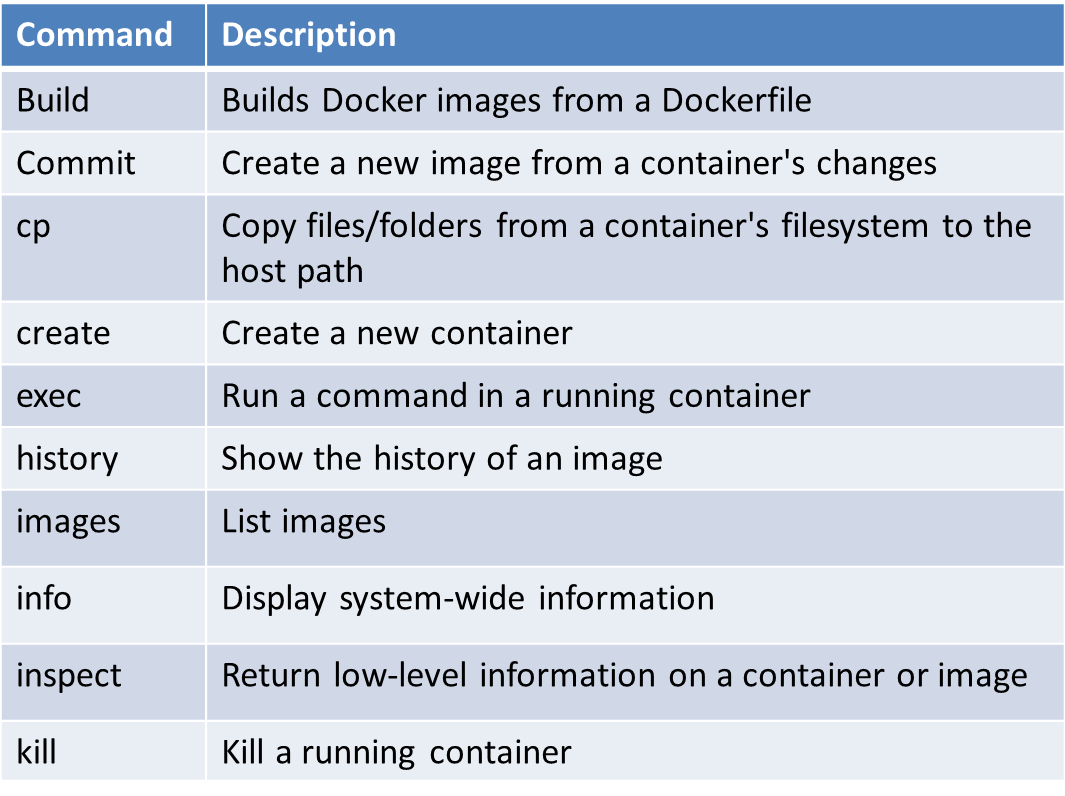 Command Description
Build Builds Docker images from a Dockerfile
Commit Create a new image from a container's changes
cp Copy files/folders from a container's filesystem to the
host path
create Create a new container
exec Run a command in a running container
history Show the history of an image
images List images
info Display system-wide information
inspect Return low-level information on a container or image
kill Kill a running container